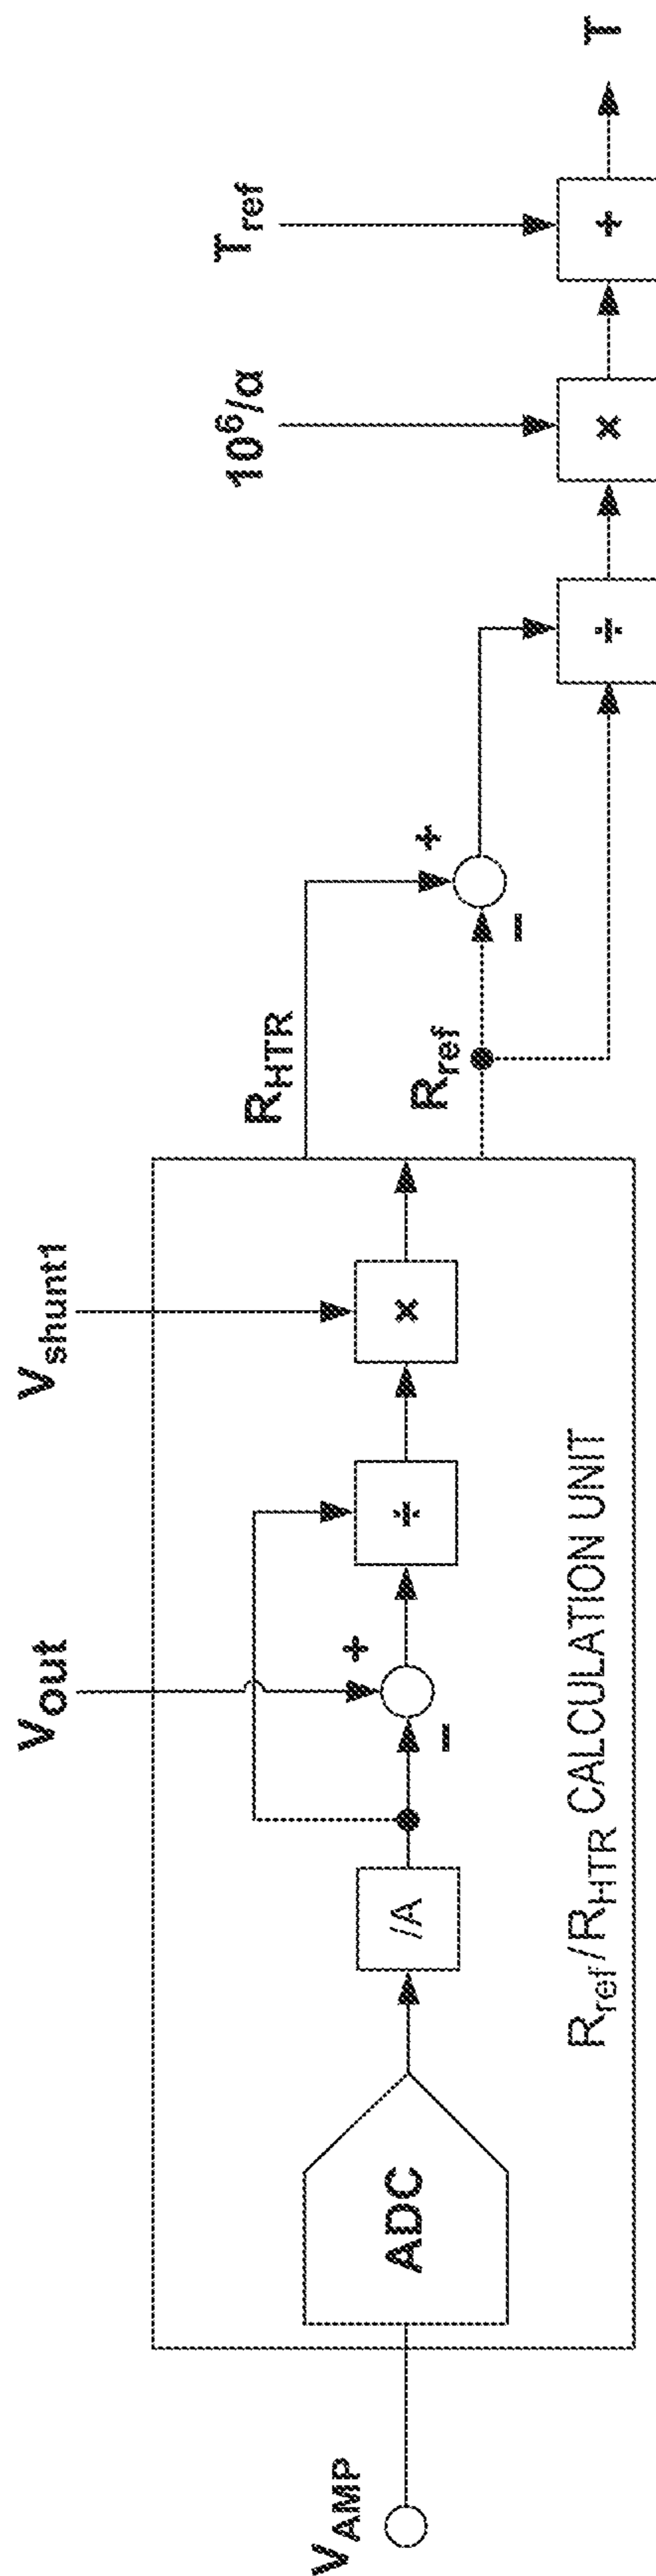 V_AMP
ADC
/A
V_out
+
−
÷
V_shunt1
×
R_ref/R_HTR CALCULATION UNIT
R_HTR
R_ref
+
−
÷
10^6/α
×
T_ref
+
T